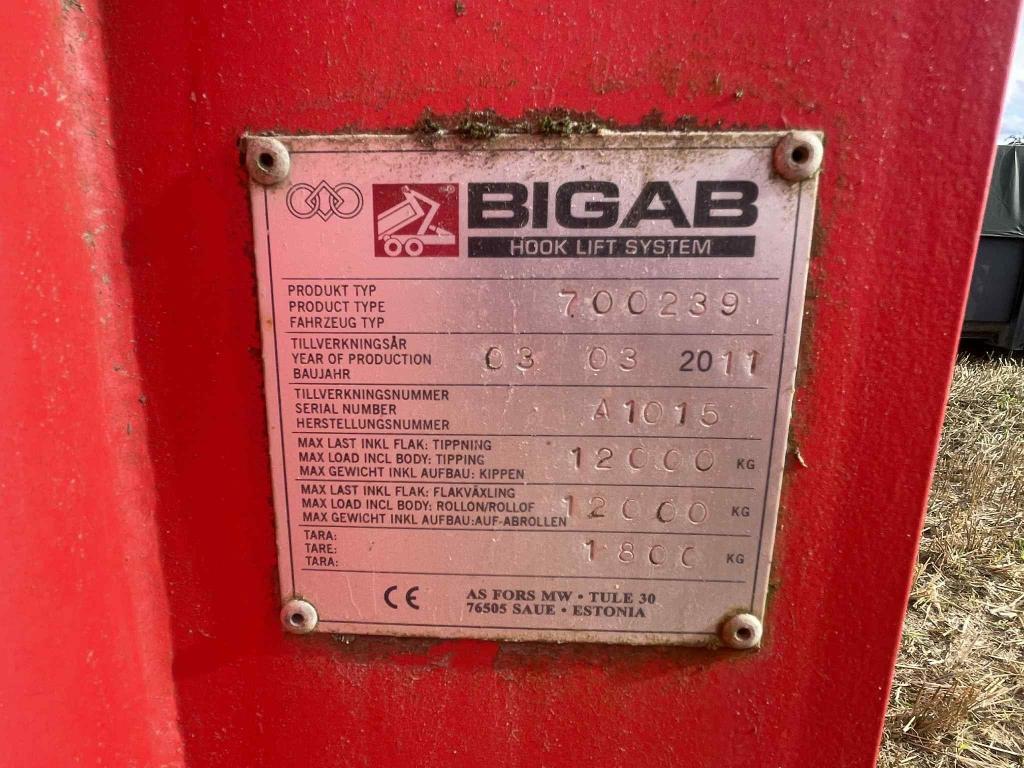 BIGAB
HOOK LIFT SYSTEM
PRODUKT TYP
PRODUCT TYPE 700239
FAHRZEUG TYP
TILLVERKNINGSÅR
YEAR OF PRODUCTION 03 03 2011
BAUJAHR
TILLVERKNINGSNUMMER
SERIAL NUMBER A1015
HERSTELLUNGSNUMMER
MAX LAST INKL FLAK: TIPPNING
MAX LOAD INCL BODY: TIPPING 12000 KG
MAX GEWICHT INKL AUFBAU: KIPPEN
MAX LAST INKL FLAK: FLAKVÄXLING
MAX LOAD INCL BODY: ROLLON/ROLLOF 12000 KG
MAX GEWICHT INKL AUFBAU:AUF-ABROLLEN
TARA:
TARE: 1800 KG
TARA:
CE AS FORS MW · TULE 30
76505 SAUE · ESTONIA